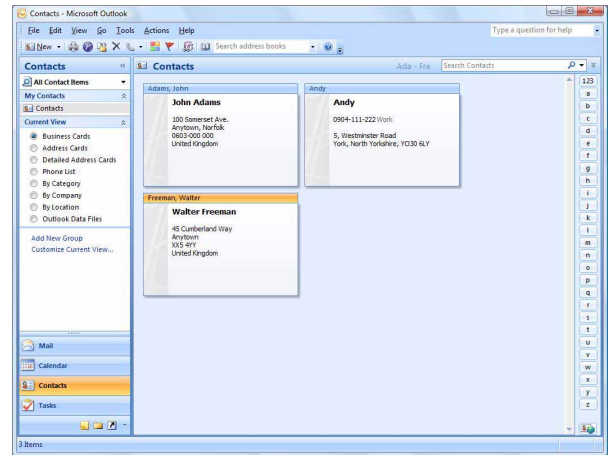 Contacts - Microsoft Outlook
File Edit View Go Tools Actions Help
Type a question for help
New
Search address books
Contacts
Contacts
Ada - Fre
Search Contacts
All Contact Items
My Contacts
Contacts
Current View
Business Cards
Address Cards
Detailed Address Cards
Phone List
By Category
By Company
By Location
Outlook Data Files
Add New Group
Customize Current View...
Adams, John
John Adams
100 Somerset Ave.
Anytown, Norfolk
0603-000 000
United Kingdom
Andy
Andy
0904-111-222 Work
5, Westminster Road
York, North Yorkshire, YO30 6LY
Freeman, Walter
Walter Freeman
45 Cumberland Way
Anytown
XX5 4YY
United Kingdom
123
a
b
c
d
e
f
g
h
i
j
k
l
m
n
o
p
q
r
s
t
u
v
w
x
y
z
Mail
Calendar
Contacts
Tasks
3 Items